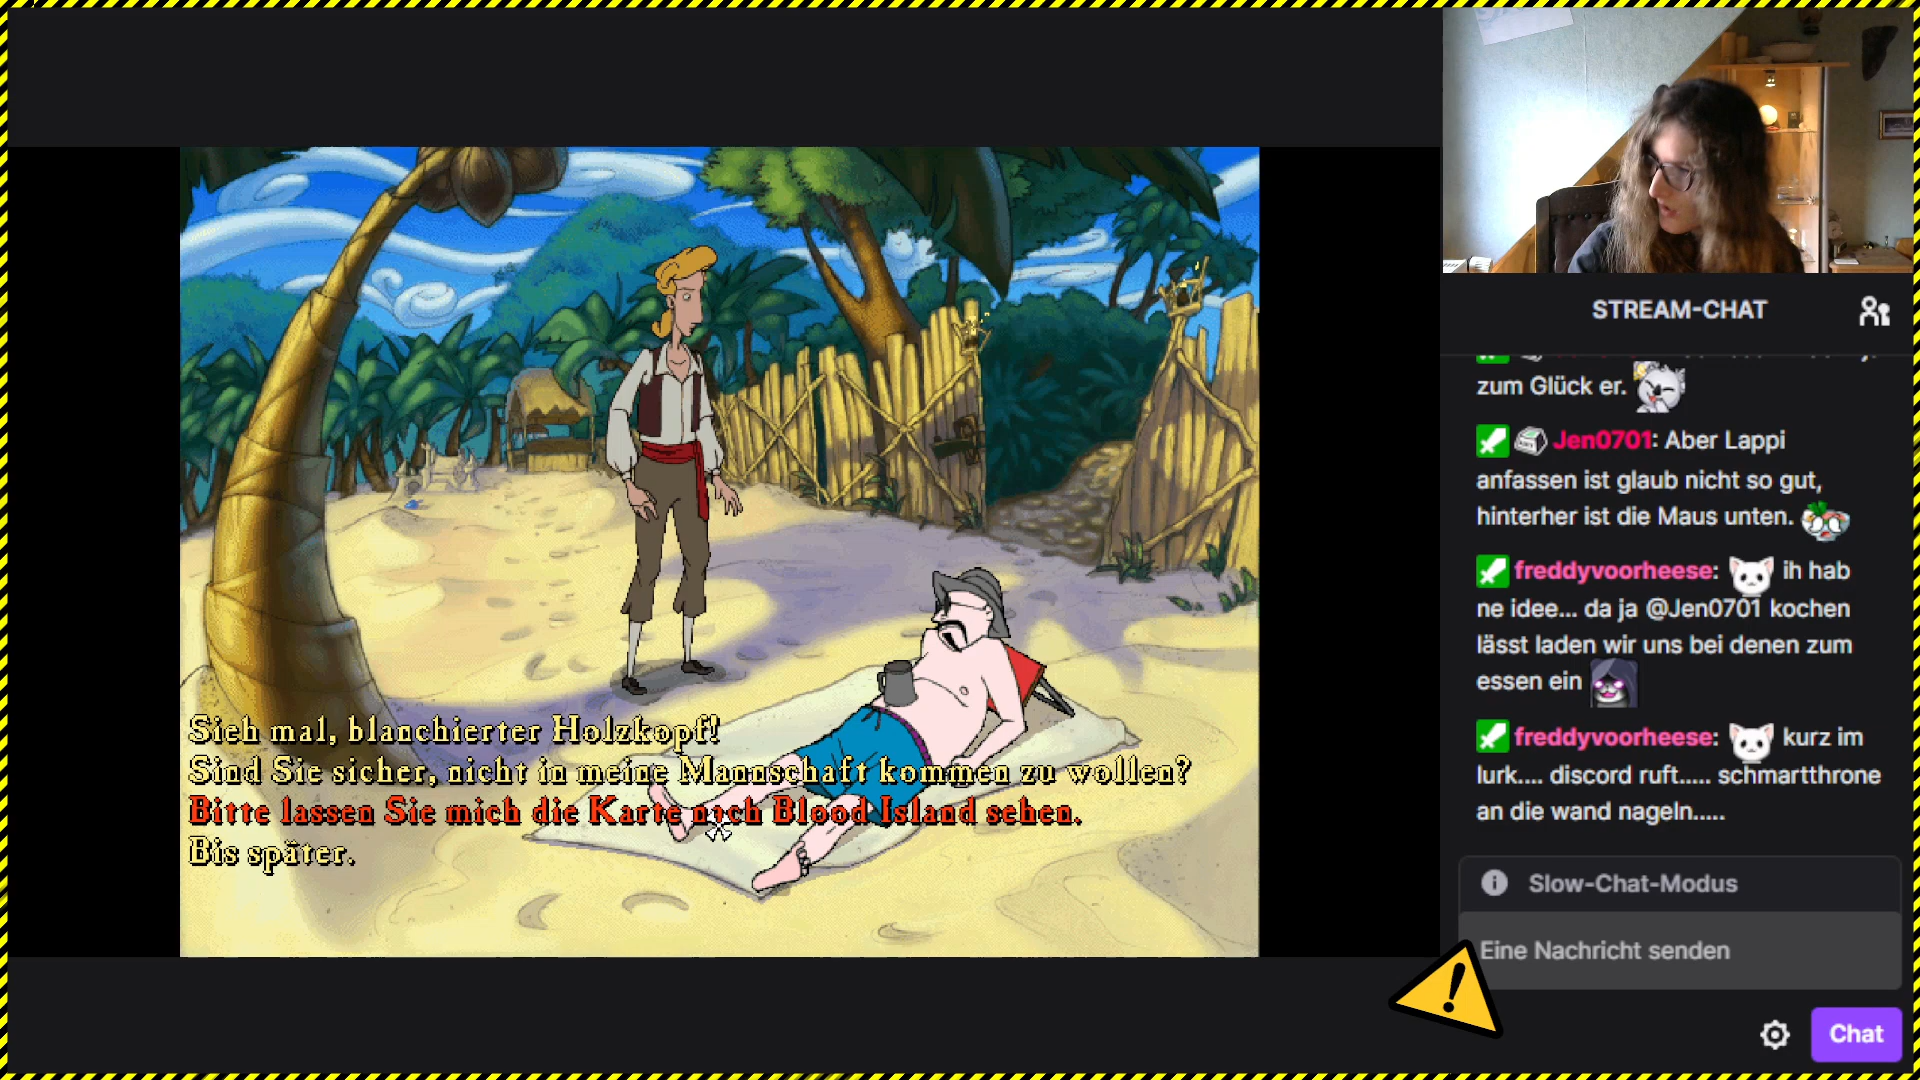 Sieh mal, blanchierter Holzkopf!
Sind Sie sicher, nicht in meine Mannschaft kommen zu wollen?
Bitte lassen Sie mich die Karte nach Blood Island sehen.
Bis später.
STREAM-CHAT
zum Glück er.
Jen0701: Aber Lappi
anfassen ist glaub nicht so gut,
hinterher ist die Maus unten.
freddyvoorheese: ih hab
ne idee... da ja @Jen0701 kochen
lässt laden wir uns bei denen zum
essen ein
freddyvoorheese: kurz im
lurk.... discord ruft..... schmartthrone
an die wand nageln.....
Slow-Chat-Modus
Eine Nachricht senden
Chat